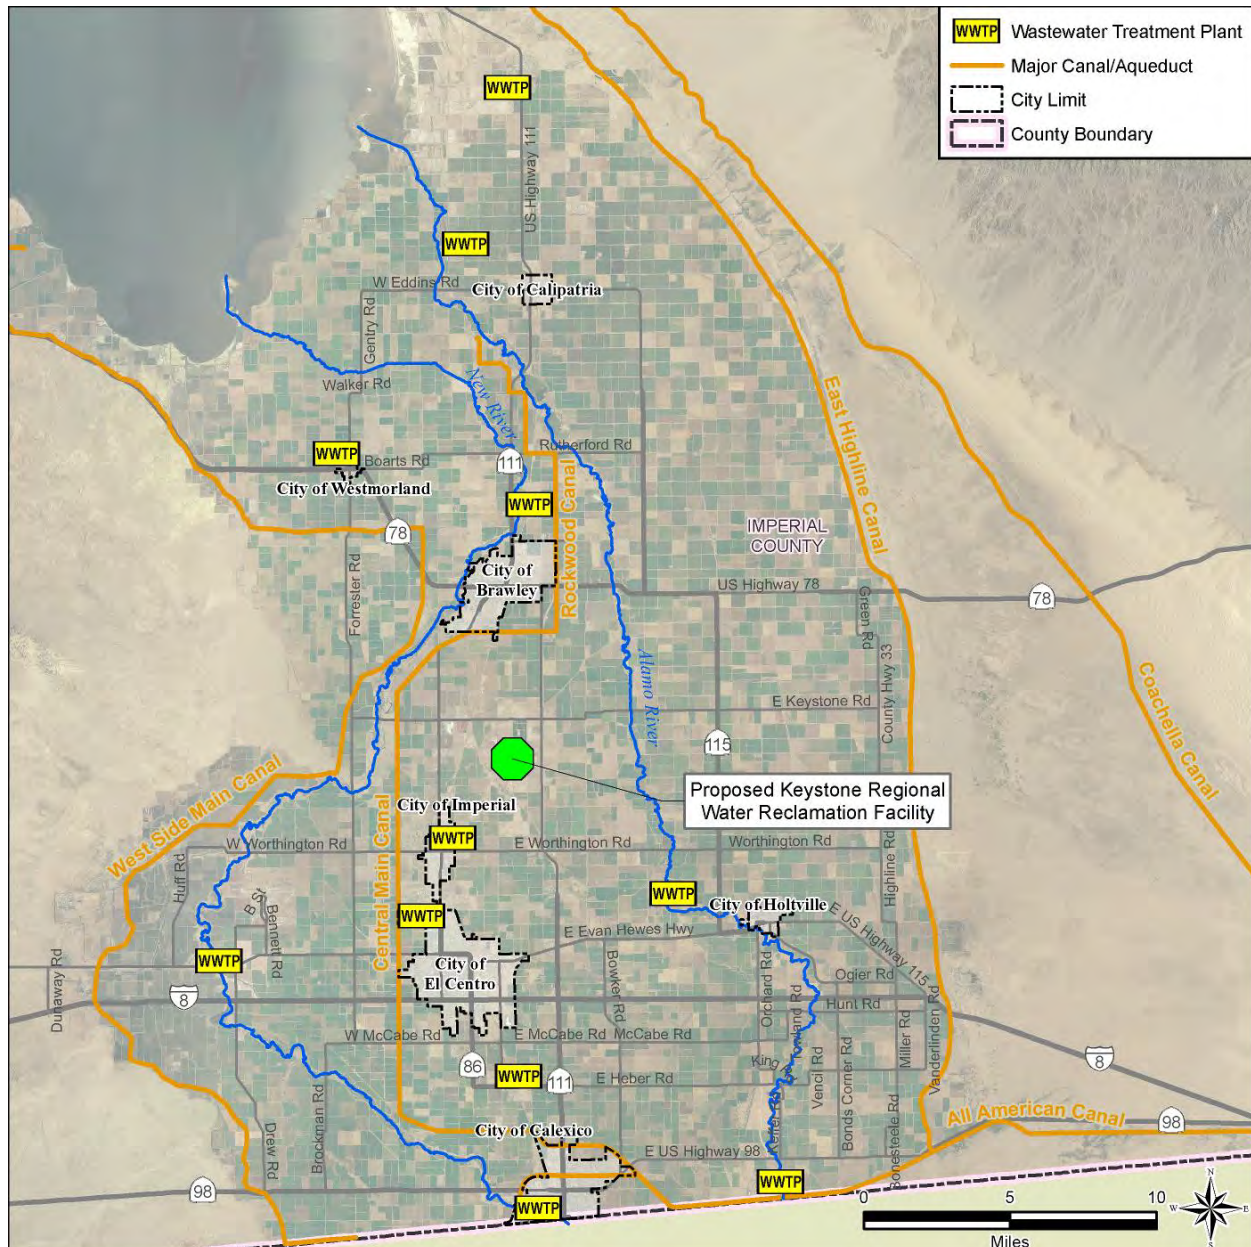 WWTP Wastewater Treatment Plant
Major Canal/Aqueduct
City Limit
County Boundary
WWTP
US Highway 111
WWTP
W Eddins Rd
City of Calipatria
Gentry Rd
Walker Rd
New River
East Highline Canal
WWTP
Boarts Rd
111
Rutherford Rd
City of Westmorland
WWTP
78
IMPERIAL
COUNTY
Rockwood Canal
City of
Brawley
US Highway 78
78
Forrester Rd
Green Rd
County Hwy 33
Alamo River
Coachella Canal
E Keystone Rd
115
Proposed Keystone Regional
Water Reclamation Facility
West Side Main Canal
City of Imperial
WWTP
W Worthington Rd
E Worthington Rd
Worthington Rd
Huff Rd
B St
Bennett Rd
Central Main Canal
WWTP
WWTP
City of Holtville
Highline Rd
E US Highway 115
E Evan Hewes Hwy
WWTP
City of
El Centro
Dunaway Rd
8
Bowker Rd
Orchard Rd
Ogier Rd
Hunt Rd
W McCabe Rd
E McCabe Rd
McCabe Rd
Miller Rd
Vanderlinden Rd
8
86
WWTP
111
E Heber Rd
Vencil Rd
Bonds Corner Rd
All American Canal
98
City of Calexico
Drew Rd
Brockman Rd
E US Highway 98
Bonesteele Rd
98
WWTP
WWTP
0 5 10
Miles
N
W E
S